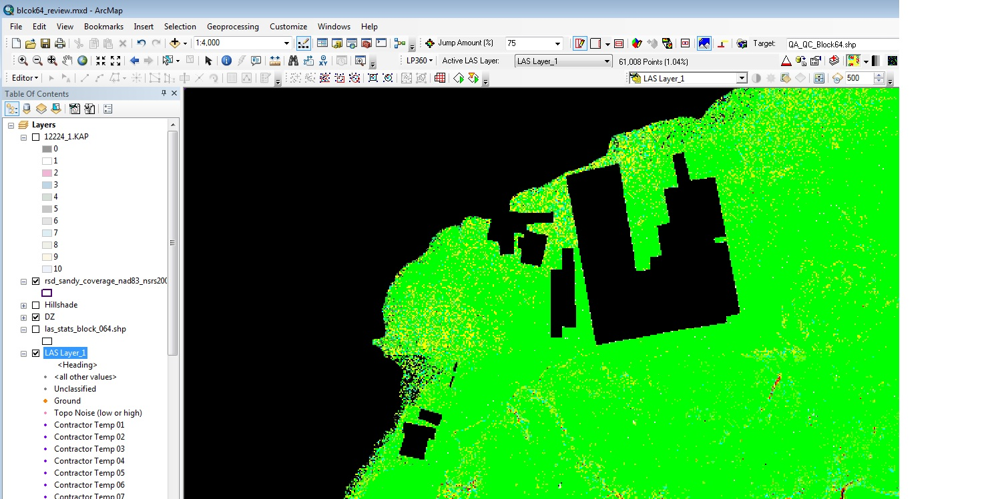 blcok64_review.mxd - ArcMap
File Edit View Bookmarks Insert Selection Geoprocessing Customize Windows Help
1:4,000 Jump Amount (%) 75 Target: QA_QC_Block64.shp
LP360 Active LAS Layer: LAS Layer_1 61,008 Points (1.04%)
Editor LAS Layer_1 500
Table Of Contents
Layers
12224_1.KAP
0
1
2
3
4
5
6
7
8
9
10
rsd_sandy_coverage_nad83_nsrs200
Hillshade
DZ
las_stats_block_064.shp
LAS Layer_1
<Heading>
<all other values>
Unclassified
Ground
Topo Noise (low or high)
Contractor Temp 01
Contractor Temp 02
Contractor Temp 03
Contractor Temp 04
Contractor Temp 05
Contractor Temp 06
Contractor Temp 07